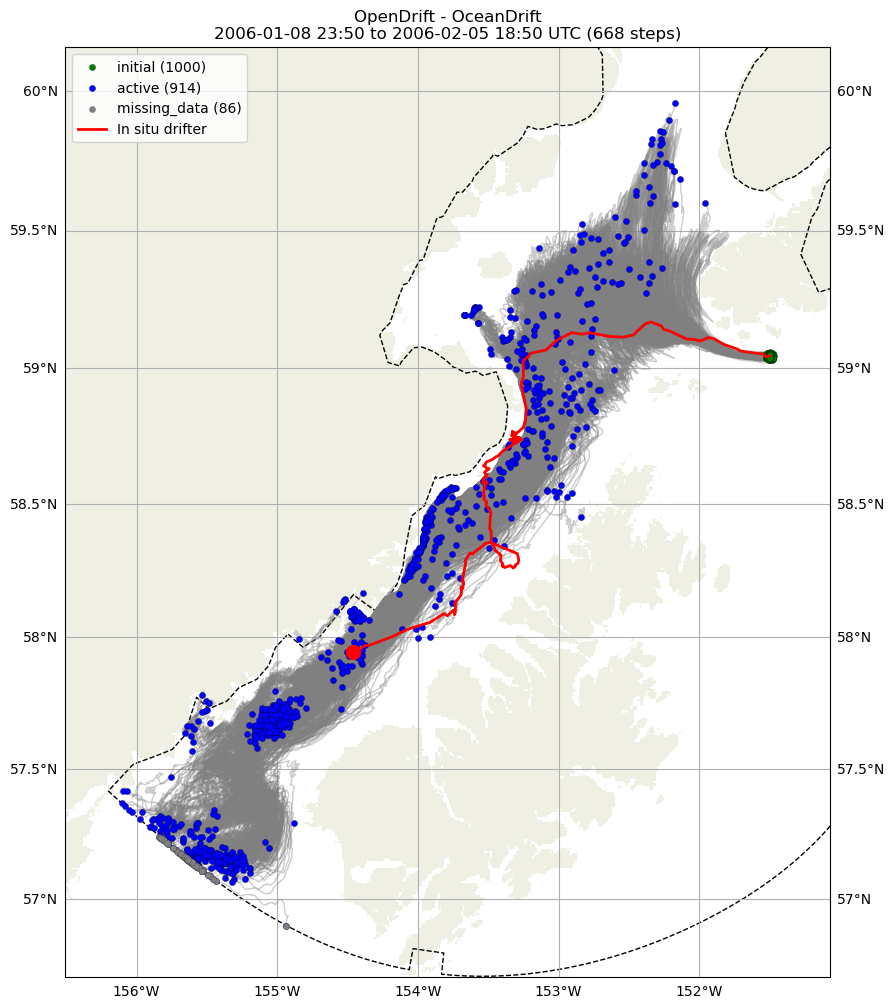 OpenDrift - OceanDrift
2006-01-08 23:50 to 2006-02-05 18:50 UTC (668 steps)
initial (1000)
active (914)
missing_data (86)
In situ drifter
60°N
60°N
59.5°N
59.5°N
59°N
59°N
58.5°N
58.5°N
58°N
58°N
57.5°N
57.5°N
57°N
57°N
156°W
155°W
154°W
153°W
152°W